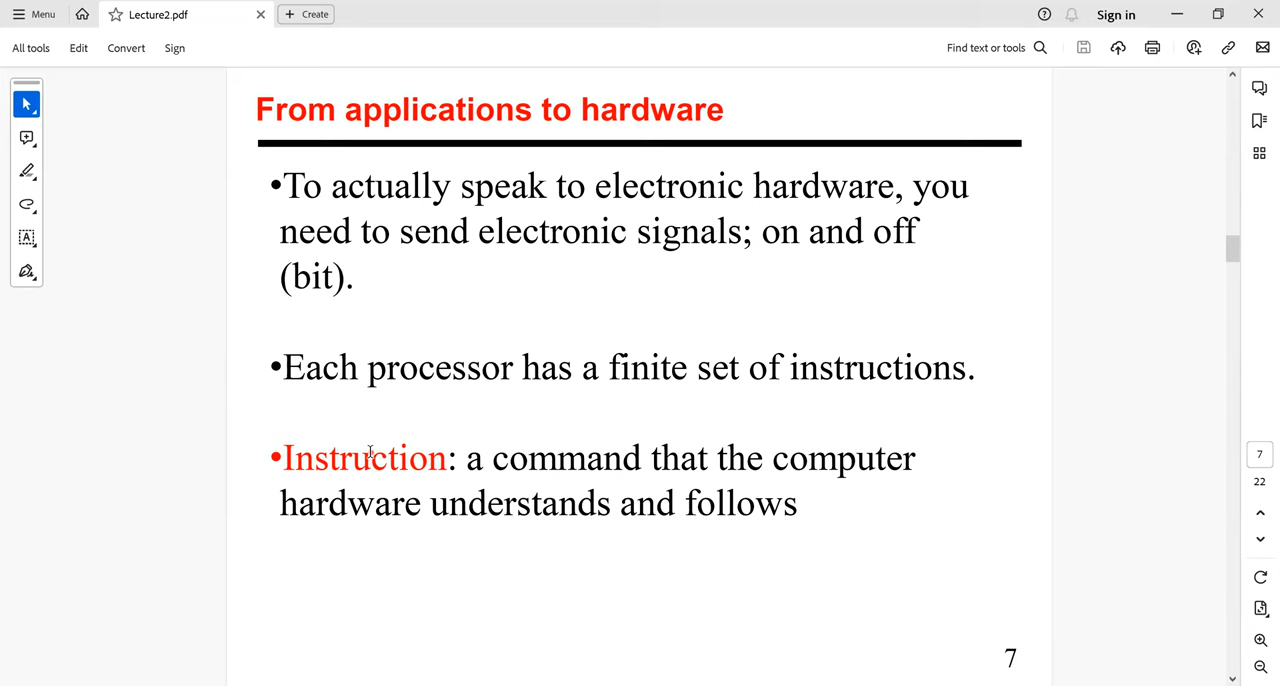 Menu
Lecture2.pdf
Create
Sign in
All tools
Edit
Convert
Sign
Find text or tools
From applications to hardware
•To actually speak to electronic hardware, you
need to send electronic signals; on and off
(bit).
•Each processor has a finite set of instructions.
•Instruction: a command that the computer
hardware understands and follows
7
7
22